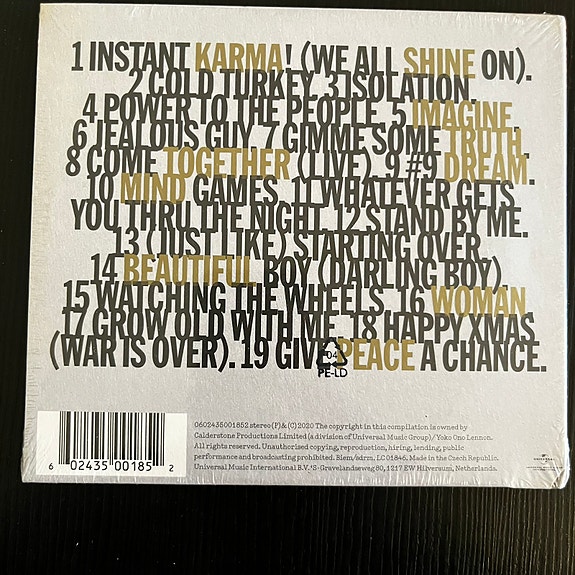 1 INSTANT KARMA! (WE ALL SHINE ON).
2 COLD TURKEY. 3 ISOLATION.
4 POWER TO THE PEOPLE. 5 IMAGINE.
6 JEALOUS GUY. 7 GIMME SOME TRUTH.
8 COME TOGETHER (LIVE). 9 #9 DREAM.
10 MIND GAMES. 11 WHATEVER GETS
YOU THRU THE NIGHT. 12 STAND BY ME.
13 (JUST LIKE) STARTING OVER.
14 BEAUTIFUL BOY (DARLING BOY).
15 WATCHING THE WHEELS. 16 WOMAN.
17 GROW OLD WITH ME. 18 HAPPY XMAS
(WAR IS OVER). 19 GIVE PEACE A CHANCE.
04
PE-LD
6 02435 00185 2
0602435001852 stereo (P) & (C) 2020 The copyright in this compilation is owned by
Calderstone Productions Limited (a division of Universal Music Group)/ Yoko Ono Lennon.
All rights reserved. Unauthorised copying, reproduction, hiring, lending, public
performance and broadcasting prohibited. Biem/sdrm. LC 01846. Made in the Czech Republic.
Universal Music International B.V. 'S-Gravelandseweg 80, 1217 EW Hilversum, Netherlands.